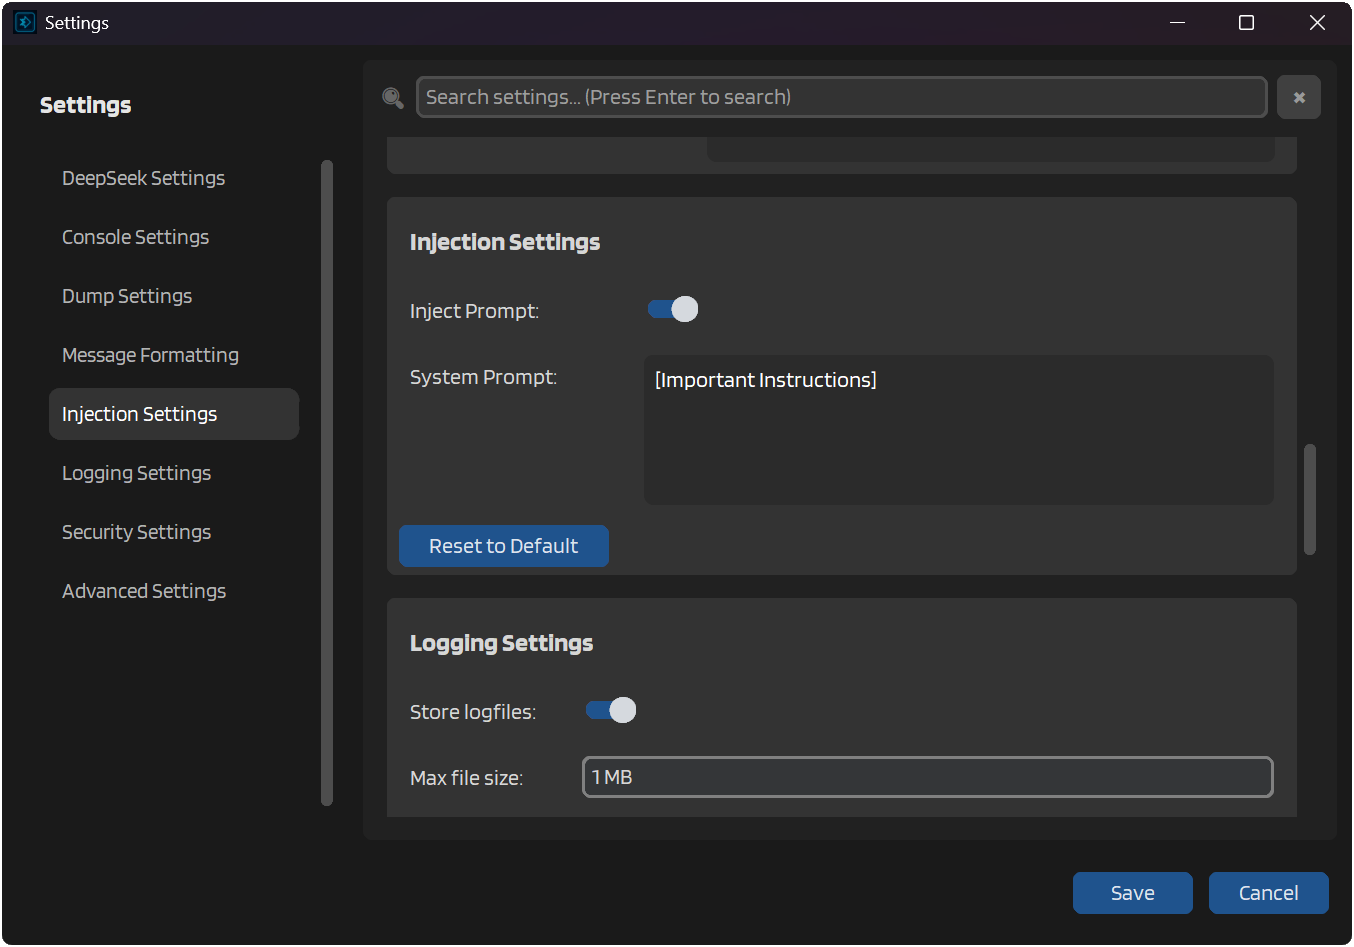 Settings
Settings
DeepSeek Settings
Console Settings
Dump Settings
Message Formatting
Injection Settings
Logging Settings
Security Settings
Advanced Settings
Search settings... (Press Enter to search)
Injection Settings
Inject Prompt:
System Prompt:
[Important Instructions]
Reset to Default
Logging Settings
Store logfiles:
Max file size:
1 MB
Save
Cancel